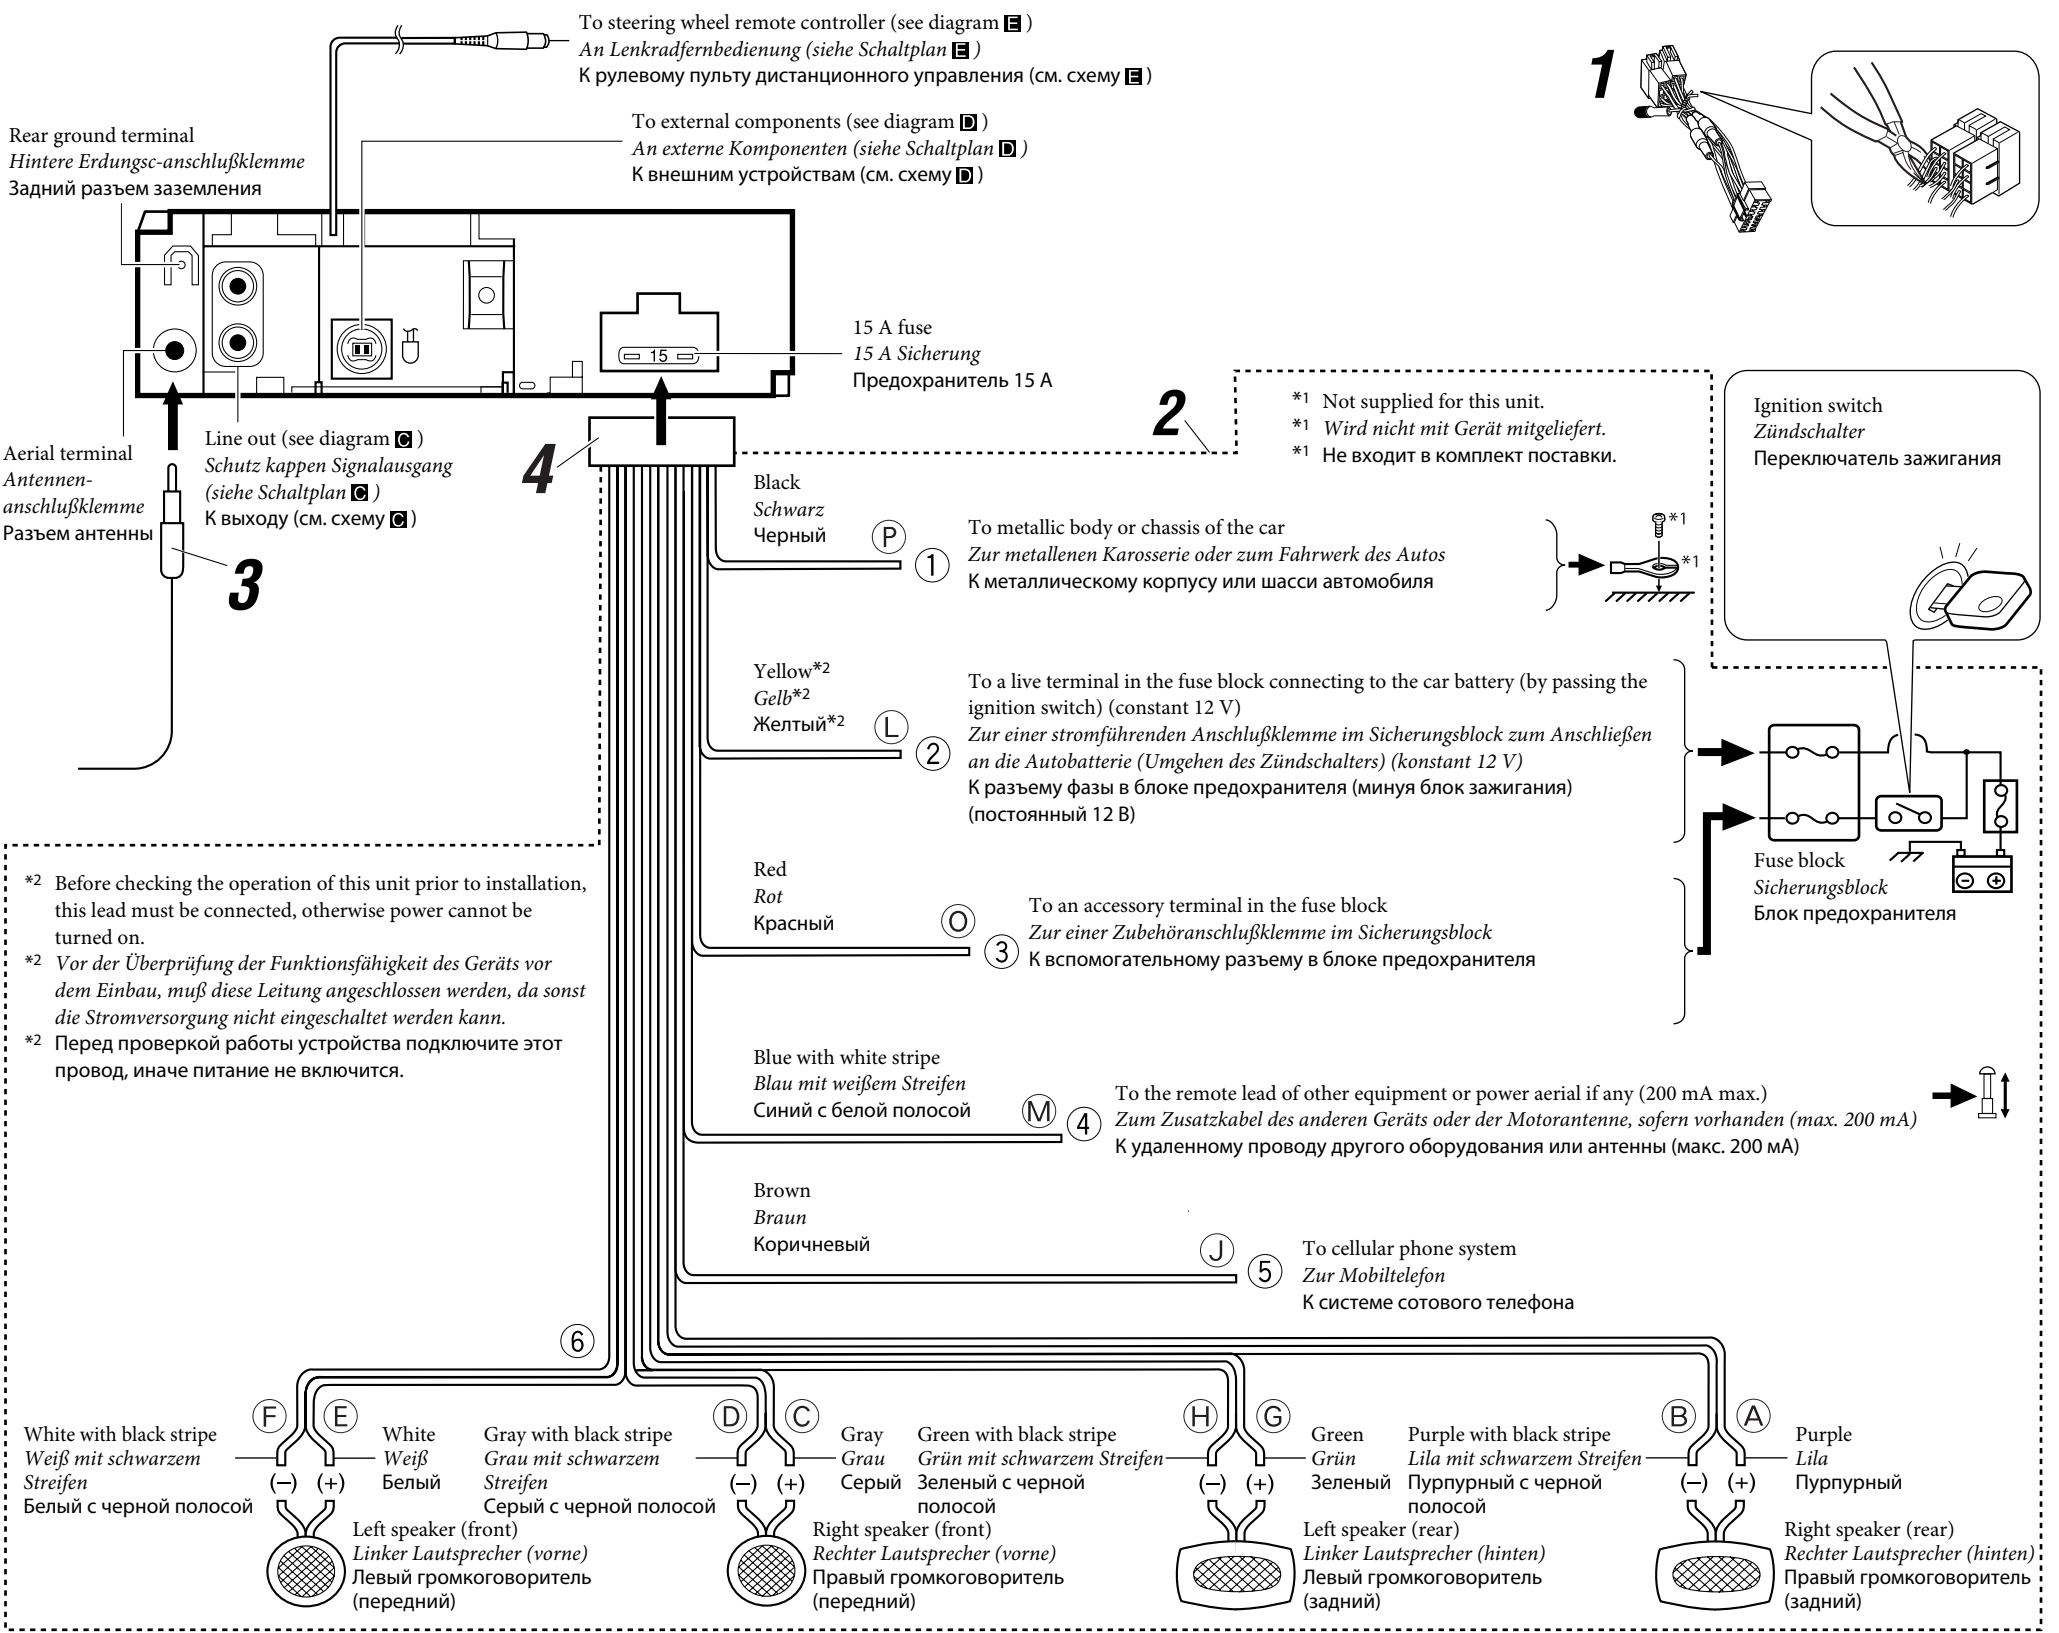 To steering wheel remote controller (see diagram E )
An Lenkradfernbedienung (siehe Schaltplan E )
К рулевому пульту дистанционного управления (см. схему E )
1
To external components (see diagram D )
An externe Komponenten (siehe Schaltplan D )
К внешним устройствам (см. схему D )
Rear ground terminal
Hintere Erdungsc-anschlußklemme
Задний разъем заземления
15
15 A fuse
15 A Sicherung
Предохранитель 15 A
Aerial terminal
Antennen-
anschlußklemme
Разъем антенны
Line out (see diagram C )
Schutz kappen Signalausgang
(siehe Schaltplan C )
К выходу (см. схему C )
3
4
2
*1 Not supplied for this unit.
*1 Wird nicht mit Gerät mitgeliefert.
*1 Не входит в комплект поставки.
Ignition switch
Zündschalter
Переключатель зажигания
Black
Schwarz
Черный
P
1
To metallic body or chassis of the car
Zur metallenen Karosserie oder zum Fahrwerk des Autos
К металлическому корпусу или шасси автомобиля
*1
*1
Yellow*2
Gelb*2
Желтый*2
L
2
To a live terminal in the fuse block connecting to the car battery (by passing the
ignition switch) (constant 12 V)
Zur einer stromführenden Anschlußklemme im Sicherungsblock zum Anschließen
an die Autobatterie (Umgehen des Zündschalters) (konstant 12 V)
К разъему фазы в блоке предохранителя (минуя блок зажигания)
(постоянный 12 В)
Fuse block
Sicherungsblock
Блок предохранителя
*2 Before checking the operation of this unit prior to installation,
this lead must be connected, otherwise power cannot be
turned on.
*2 Vor der Überprüfung der Funktionsfähigkeit des Geräts vor
dem Einbau, muß diese Leitung angeschlossen werden, da sonst
die Stromversorgung nicht eingeschaltet werden kann.
*2 Перед проверкой работы устройства подключите этот
провод, иначе питание не включится.
Red
Rot
Красный
O
3
To an accessory terminal in the fuse block
Zur einer Zubehöranschlußklemme im Sicherungsblock
К вспомогательному разъему в блоке предохранителя
Blue with white stripe
Blau mit weißem Streifen
Синий с белой полосой
M
4
To the remote lead of other equipment or power aerial if any (200 mA max.)
Zum Zusatzkabel des anderen Geräts oder der Motorantenne, sofern vorhanden (max. 200 mA)
К удаленному проводу другого оборудования или антенны (макс. 200 мА)
Brown
Braun
Коричневый
J
5
To cellular phone system
Zur Mobiltelefon
К системе сотового телефона
6
F E D C H G B A
White with black stripe
Weiß mit schwarzem
Streifen
Белый с черной полосой
White
Weiß
Белый
Gray with black stripe
Grau mit schwarzem
Streifen
Серый с черной полосой
Gray
Grau
Серый
Green with black stripe
Grün mit schwarzem Streifen
Зеленый с черной
полосой
Green
Grün
Зеленый
Purple with black stripe
Lila mit schwarzem Streifen
Пурпурный с черной
полосой
Purple
Lila
Пурпурный
(−) (+) (−) (+) (−) (+) (−) (+)
Left speaker (front)
Linker Lautsprecher (vorne)
Левый громкоговоритель
(передний)
Right speaker (front)
Rechter Lautsprecher (vorne)
Правый громкоговоритель
(передний)
Left speaker (rear)
Linker Lautsprecher (hinten)
Левый громкоговоритель
(задний)
Right speaker (rear)
Rechter Lautsprecher (hinten)
Правый громкоговоритель
(задний)